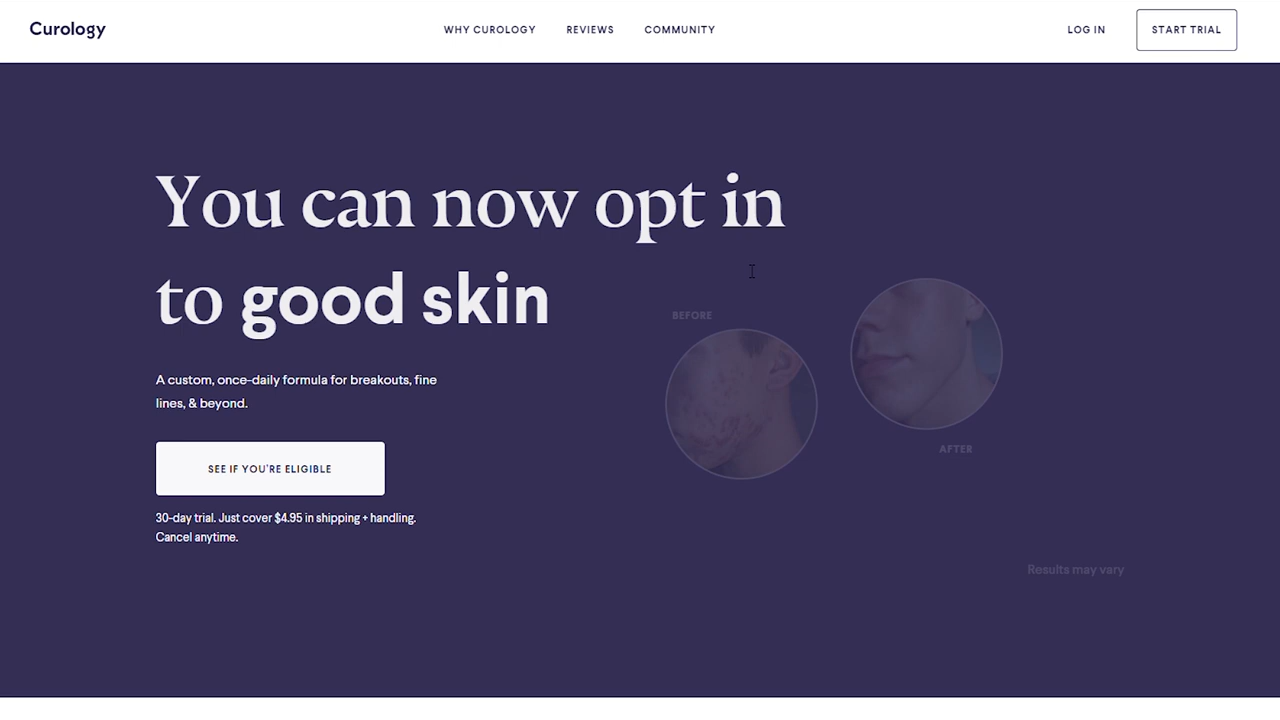 Curology
WHY CUROLOGY
REVIEWS
COMMUNITY
LOG IN
START TRIAL
You can now opt in
to good skin
A custom, once-daily formula for breakouts, fine
lines, & beyond.
SEE IF YOU'RE ELIGIBLE
30-day trial. Just cover $4.95 in shipping + handling.
Cancel anytime.
BEFORE
AFTER
Results may vary